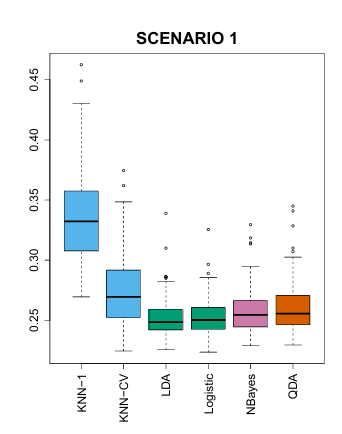 SCENARIO 1
0.45
0.40
0.35
0.30
0.25
KNN−1
KNN−CV
LDA
Logistic
NBayes
QDA